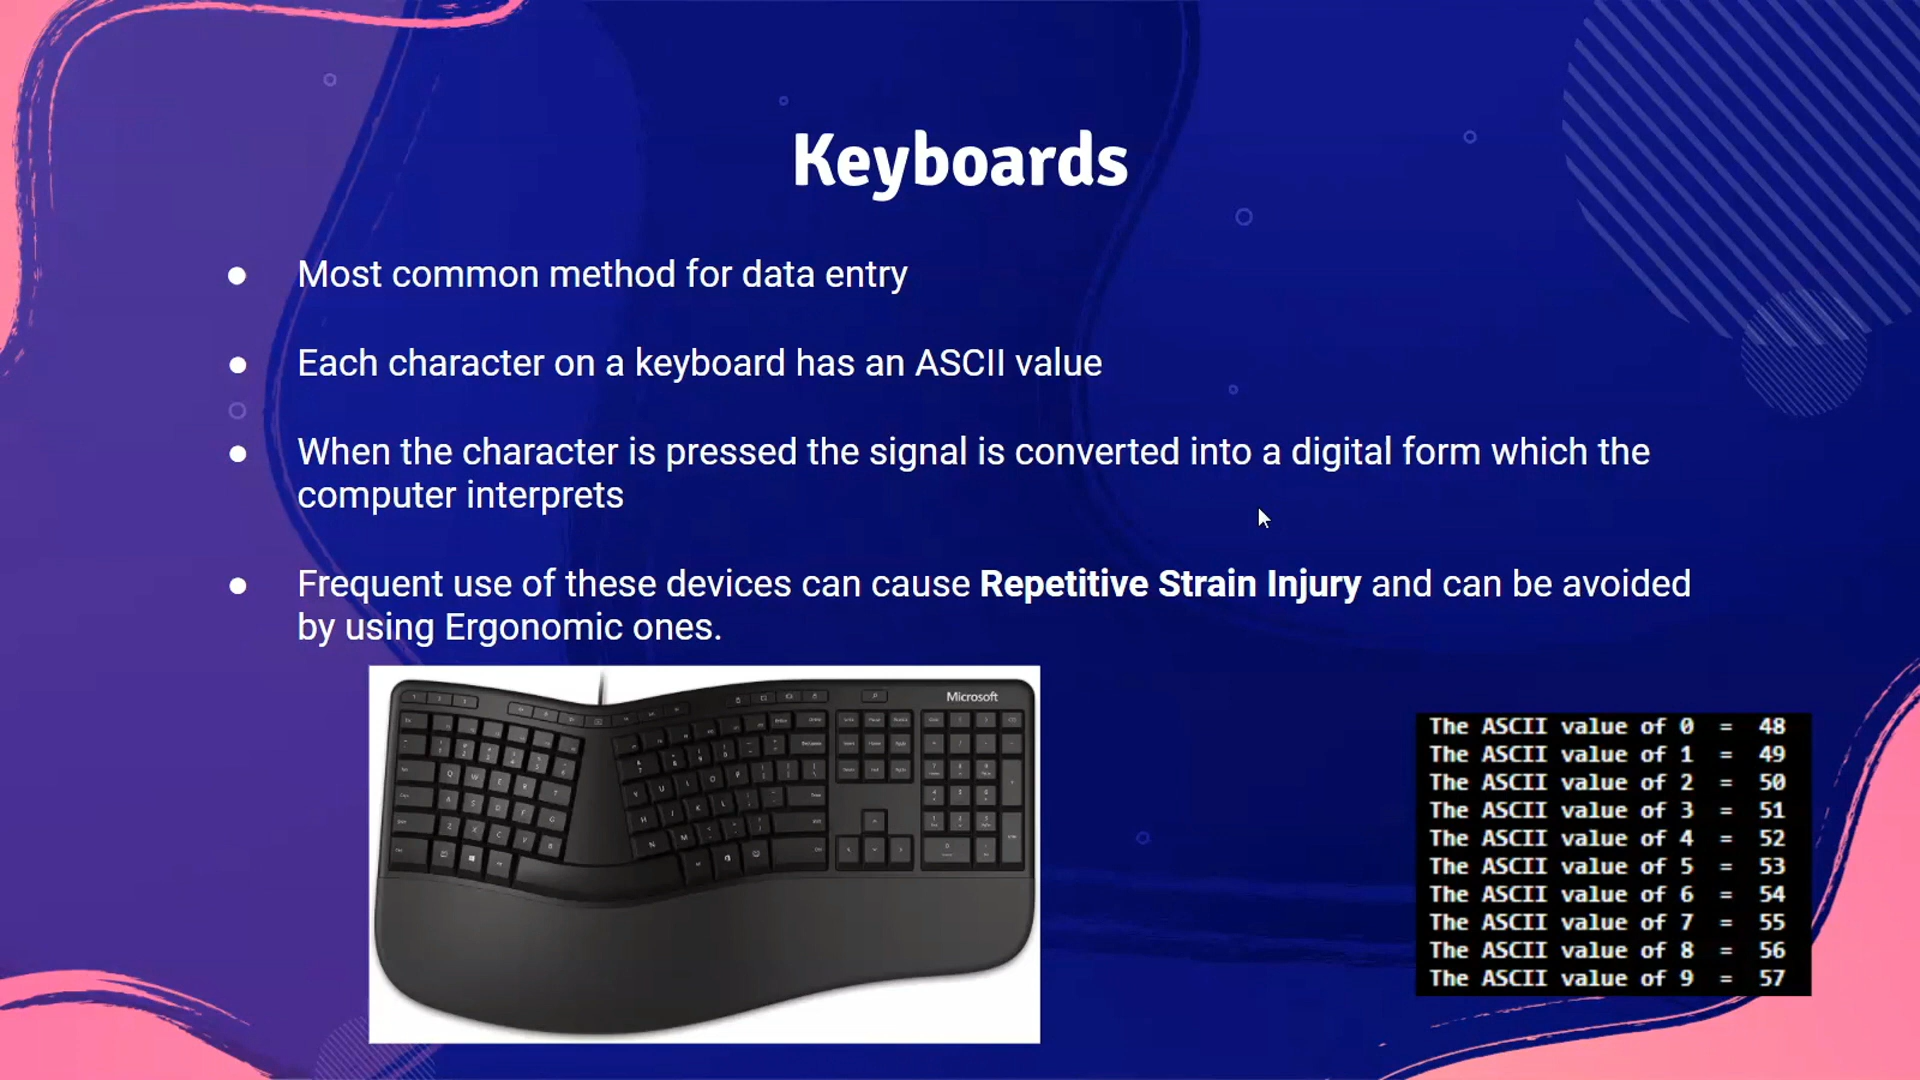 Keyboards
● Most common method for data entry
● Each character on a keyboard has an ASCII value
● When the character is pressed the signal is converted into a digital form which the
computer interprets
● Frequent use of these devices can cause Repetitive Strain Injury and can be avoided
by using Ergonomic ones.
Microsoft
The ASCII value of 0 = 48
The ASCII value of 1 = 49
The ASCII value of 2 = 50
The ASCII value of 3 = 51
The ASCII value of 4 = 52
The ASCII value of 5 = 53
The ASCII value of 6 = 54
The ASCII value of 7 = 55
The ASCII value of 8 = 56
The ASCII value of 9 = 57